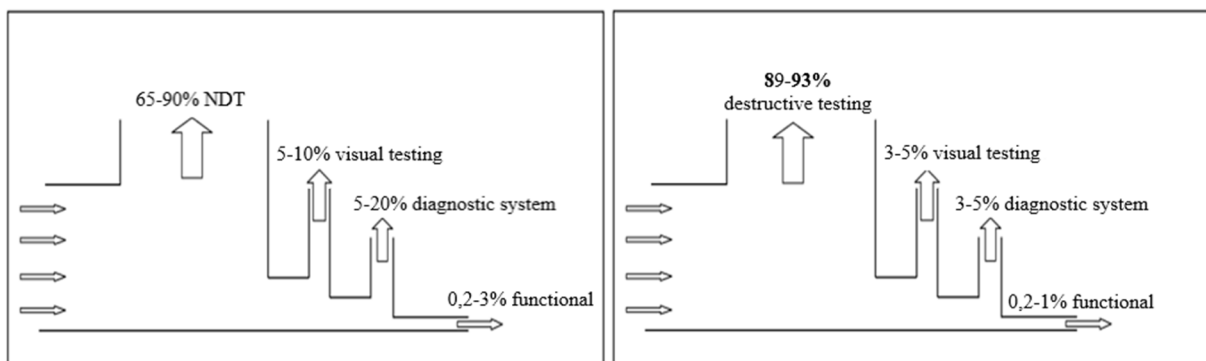 65-90% NDT
5-10% visual testing
5-20% diagnostic system
0,2-3% functional
89-93%
destructive testing
3-5% visual testing
3-5% diagnostic system
0,2-1% functional